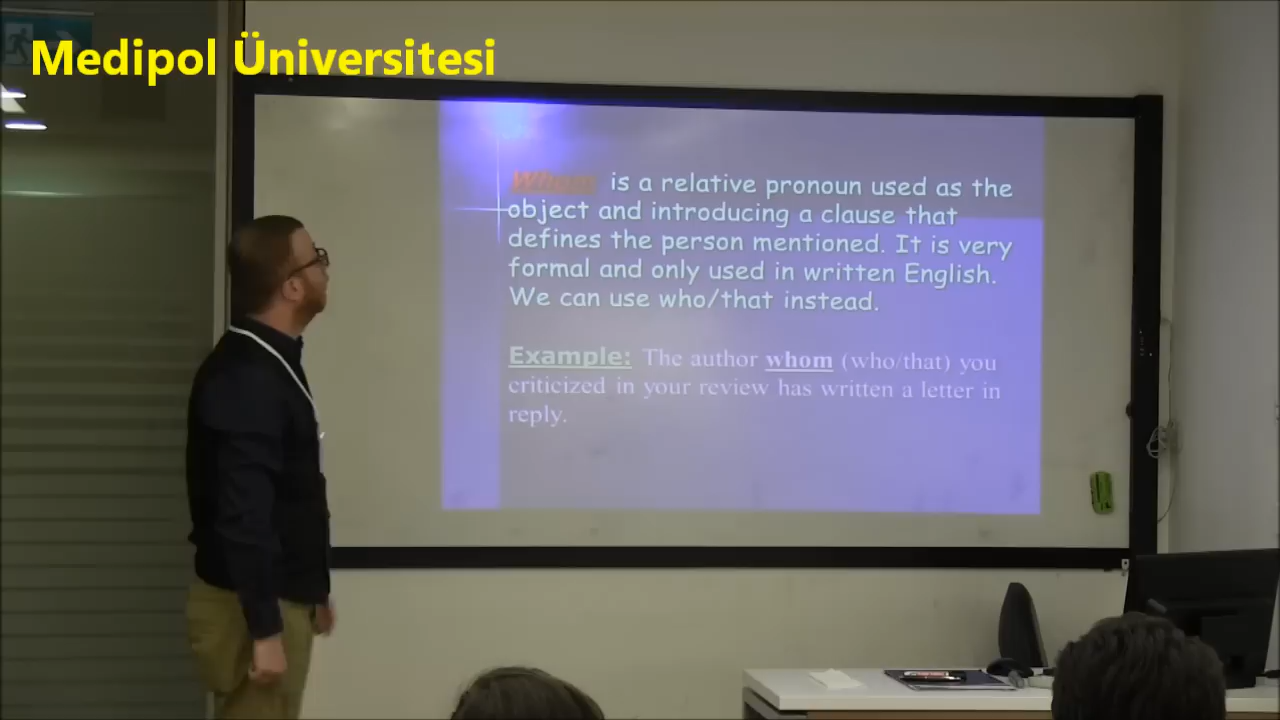 Medipol Üniversitesi
Whom is a relative pronoun used as the
object and introducing a clause that
defines the person mentioned. It is very
formal and only used in written English.
We can use who/that instead.
Example: The author whom (who/that) you
criticized in your review has written a letter in
reply.